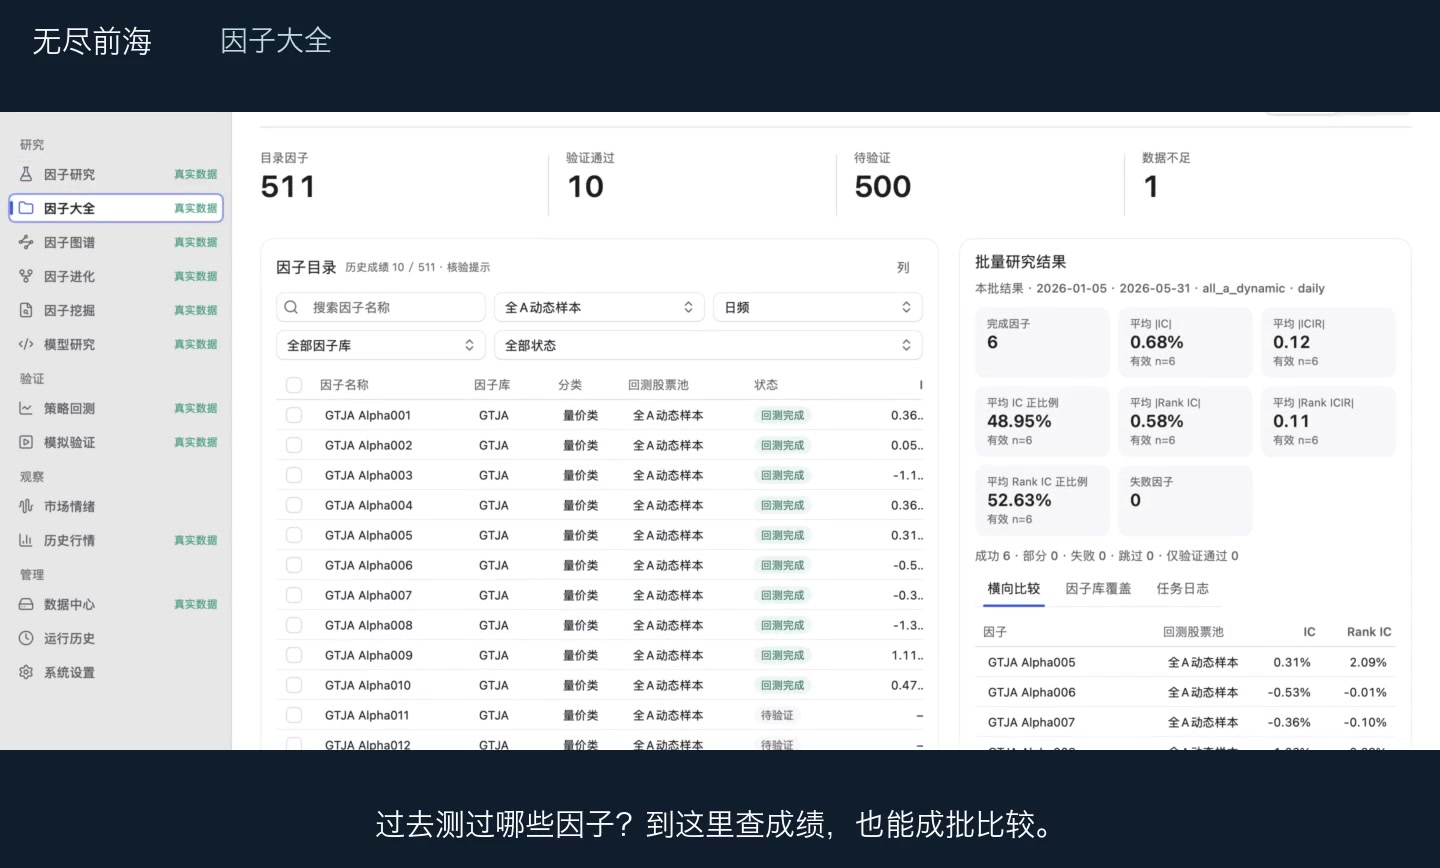 无尽前海 因子大全
研究
因子研究 真实数据
因子大全 真实数据
因子图谱 真实数据
因子进化 真实数据
因子挖掘 真实数据
模型研究 真实数据
验证
策略回测 真实数据
模拟验证 真实数据
观察
市场情绪
历史行情 真实数据
管理
数据中心 真实数据
运行历史
系统设置
目录因子 验证通过 待验证 数据不足
511 10 500 1
因子目录 历史成绩 10 / 511 · 核验提示 列
搜索因子名称 全A动态样本 日频
全部因子库 全部状态
因子名称 因子库 分类 回测股票池 状态 I
GTJA Alpha001 GTJA 量价类 全A动态样本 回测完成 0.36..
GTJA Alpha002 GTJA 量价类 全A动态样本 回测完成 0.05..
GTJA Alpha003 GTJA 量价类 全A动态样本 回测完成 -1.1..
GTJA Alpha004 GTJA 量价类 全A动态样本 回测完成 0.36..
GTJA Alpha005 GTJA 量价类 全A动态样本 回测完成 0.31..
GTJA Alpha006 GTJA 量价类 全A动态样本 回测完成 -0.5..
GTJA Alpha007 GTJA 量价类 全A动态样本 回测完成 -0.3..
GTJA Alpha008 GTJA 量价类 全A动态样本 回测完成 -1.3..
GTJA Alpha009 GTJA 量价类 全A动态样本 回测完成 1.11..
GTJA Alpha010 GTJA 量价类 全A动态样本 回测完成 0.47..
GTJA Alpha011 GTJA 量价类 全A动态样本 待验证 –
GTJA Alpha012 GTJA 量价类 全A动态样本 待验证 –
批量研究结果
本批结果 · 2026-01-05 · 2026-05-31 · all_a_dynamic · daily
完成因子 平均 |IC| 平均 |ICIR|
6 0.68% 0.12
有效 n=6 有效 n=6
平均 IC 正比例 平均 |Rank IC| 平均 |Rank ICIR|
48.95% 0.58% 0.11
有效 n=6 有效 n=6 有效 n=6
平均 Rank IC 正比例 失败因子
52.63% 0
有效 n=6
成功 6 · 部分 0 · 失败 0 · 跳过 0 · 仅验证通过 0
横向比较 因子库覆盖 任务日志
因子 回测股票池 IC Rank IC
GTJA Alpha005 全A动态样本 0.31% 2.09%
GTJA Alpha006 全A动态样本 -0.53% -0.01%
GTJA Alpha007 全A动态样本 -0.36% -0.10%
过去测过哪些因子？到这里查成绩，也能成批比较。